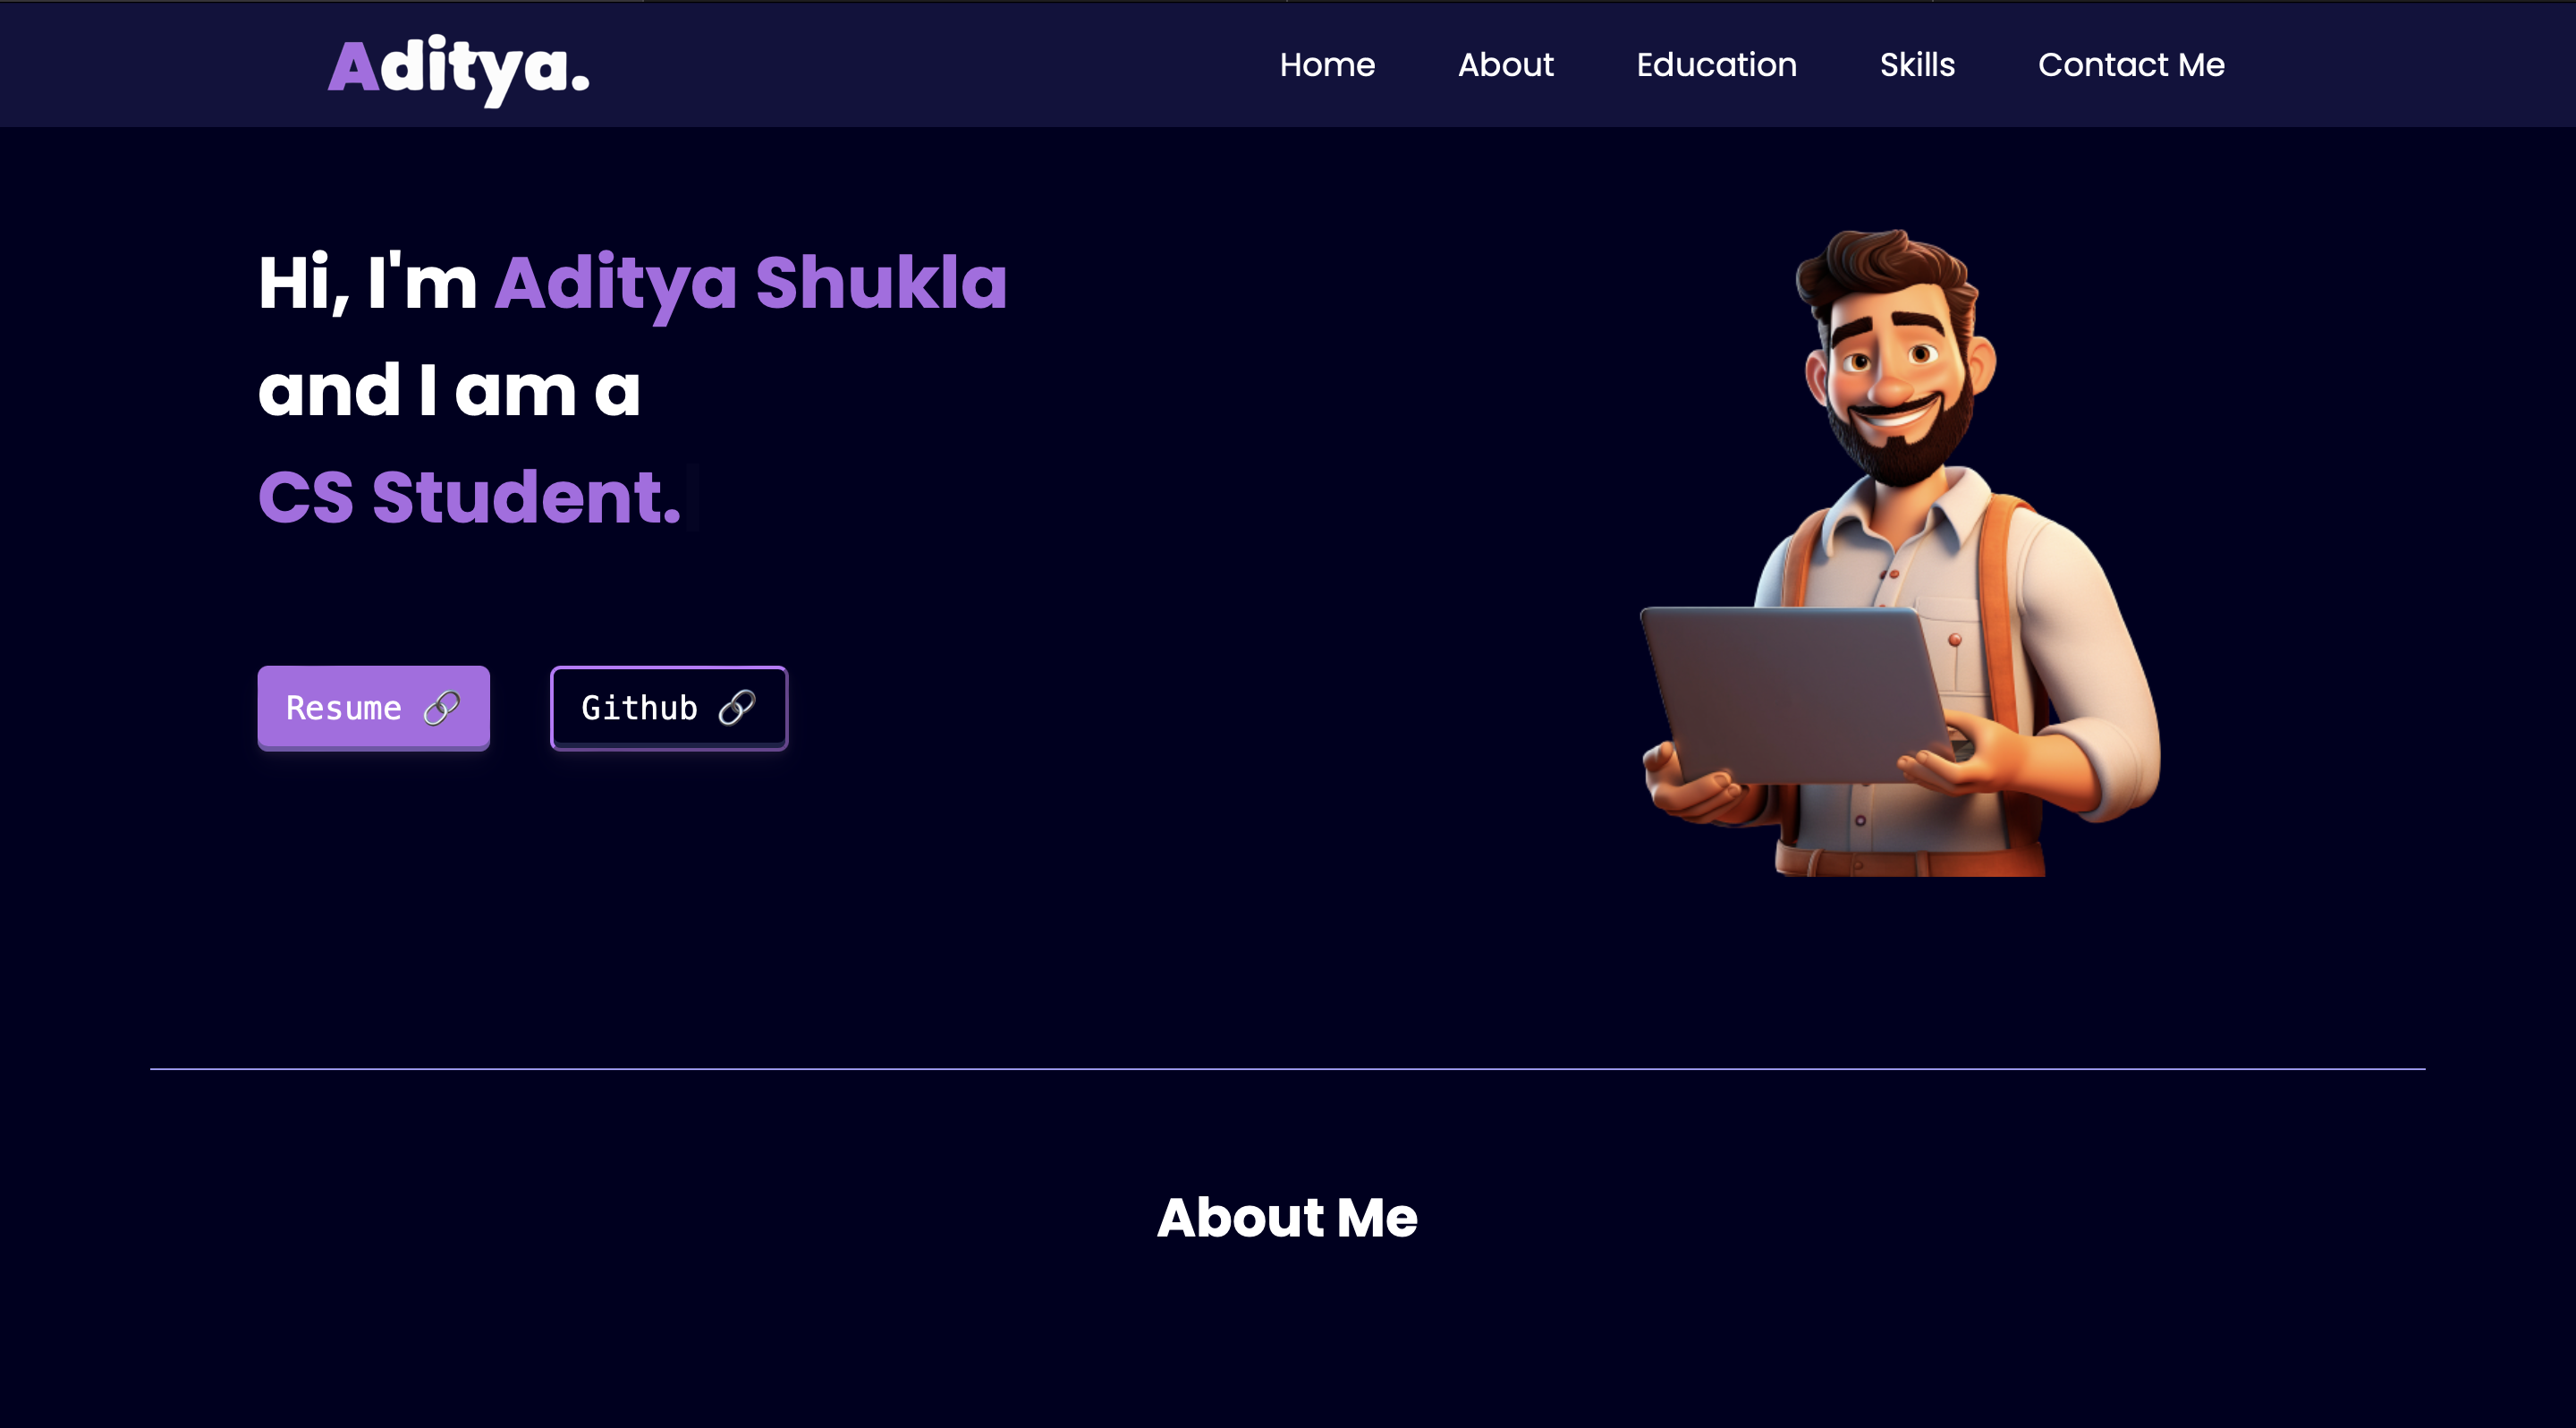 Aditya.
Home About Education Skills Contact Me
Hi, I'm Aditya Shukla
and I am a
CS Student.
Resume 🔗 Github 🔗
About Me